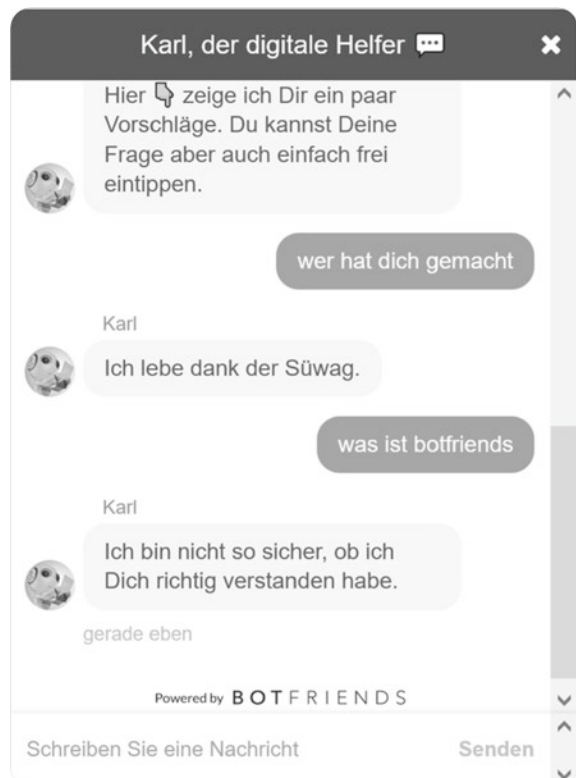 Karl, der digitale Helfer 💬
Hier 👇 zeige ich Dir ein paar
Vorschläge. Du kannst Deine
Frage aber auch einfach frei
eintippen.
wer hat dich gemacht
Karl
Ich lebe dank der Süwag.
was ist botfriends
Karl
Ich bin nicht so sicher, ob ich
Dich richtig verstanden habe.
gerade eben
Powered by BOTFRIENDS
Schreiben Sie eine Nachricht Senden